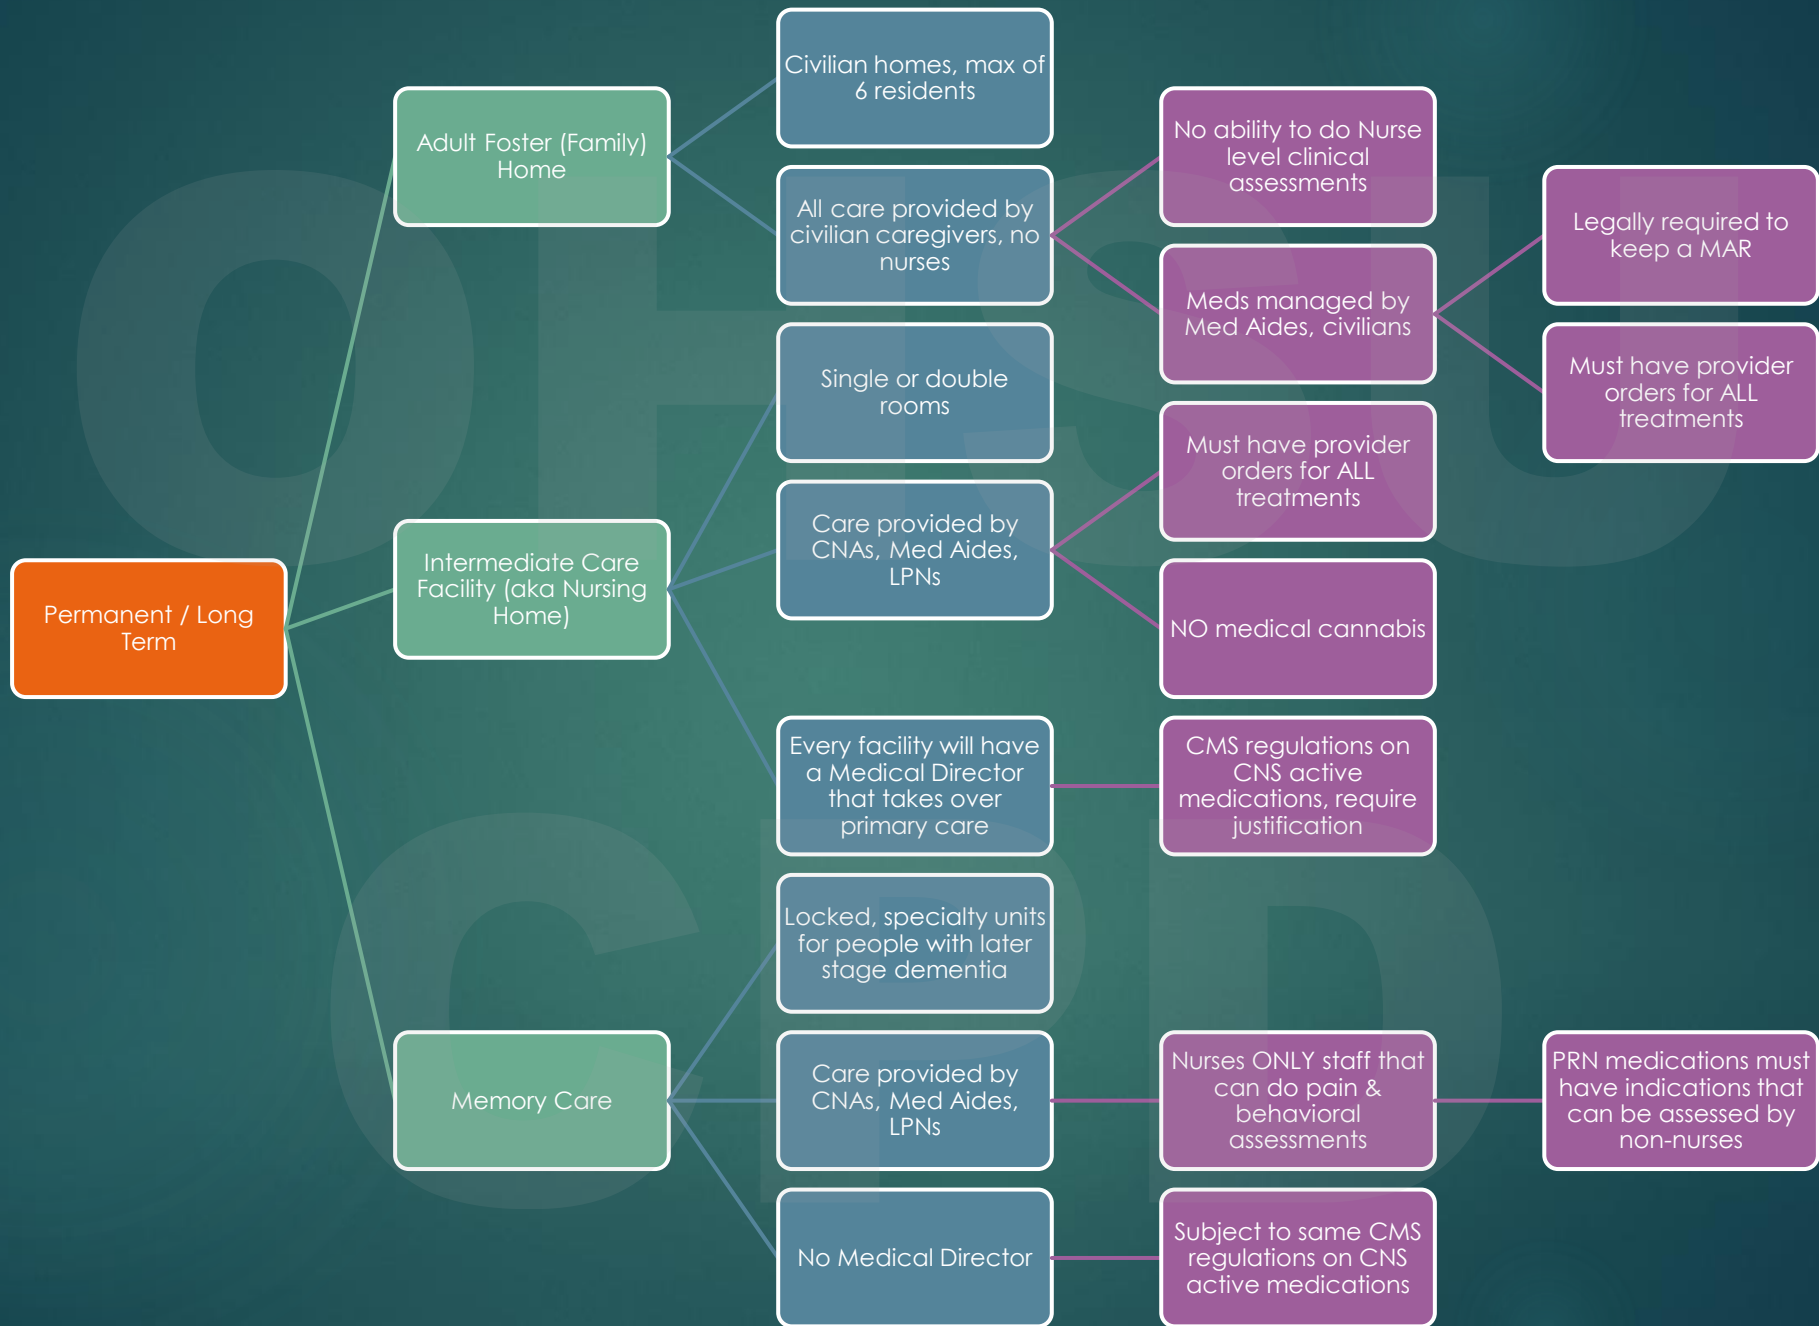 Permanent / Long
Term
Adult Foster (Family)
Home
Civilian homes, max of
6 residents
All care provided by
civilian caregivers, no
nurses
No ability to do Nurse
level clinical
assessments
Meds managed by
Med Aides, civilians
Legally required to
keep a MAR
Must have provider
orders for ALL
treatments
Intermediate Care
Facility (aka Nursing
Home)
Single or double
rooms
Care provided by
CNAs, Med Aides,
LPNs
Must have provider
orders for ALL
treatments
NO medical cannabis
Every facility will have
a Medical Director
that takes over
primary care
CMS regulations on
CNS active
medications, require
justification
Memory Care
Locked, specialty units
for people with later
stage dementia
Care provided by
CNAs, Med Aides,
LPNs
Nurses ONLY staff that
can do pain &
behavioral
assessments
PRN medications must
have indications that
can be assessed by
non-nurses
No Medical Director
Subject to same CMS
regulations on CNS
active medications
OHSU
CPD